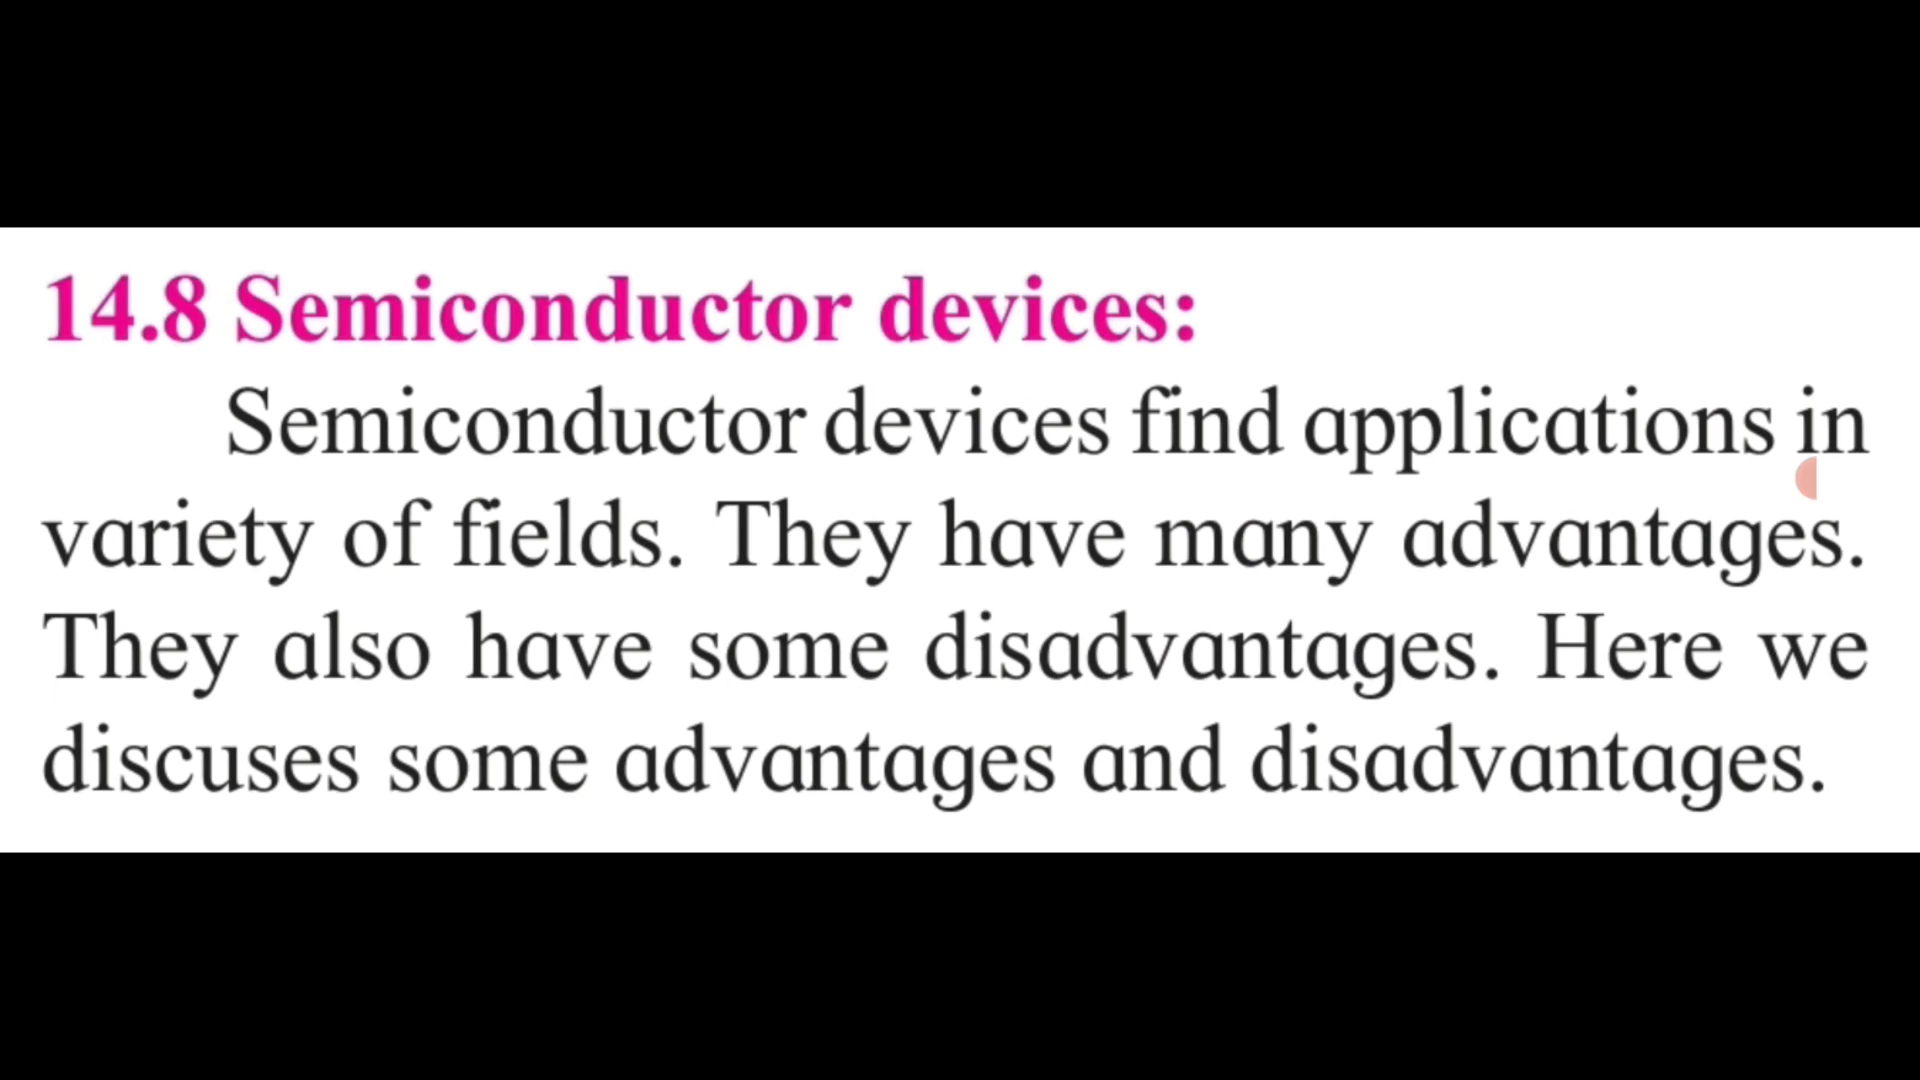 14.8 Semiconductor devices:
Semiconductor devices find applications in
variety of fields. They have many advantages.
They also have some disadvantages. Here we
discuses some advantages and disadvantages.